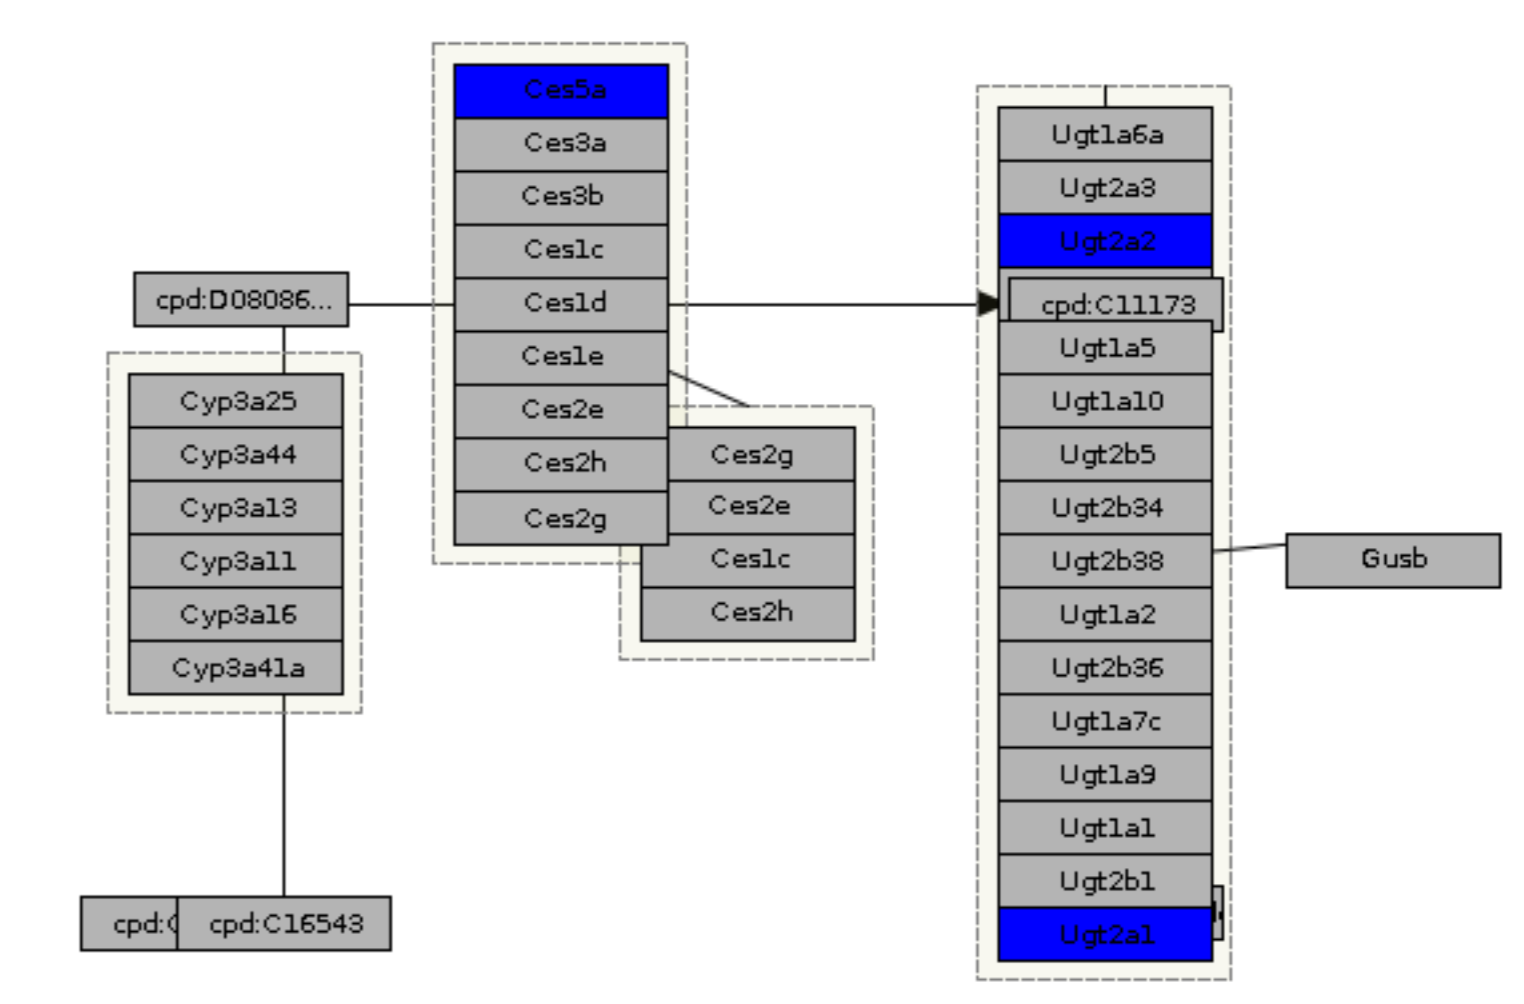 Ces5a
Ces3a
Ces3b
Ces1c
Ces1d
Ces1e
Ces2e
Ces2h
Ces2g
Ces2g
Ces2e
Ces1c
Ces2h
cpd:D08086...
Cyp3a25
Cyp3a44
Cyp3a13
Cyp3a11
Cyp3a16
Cyp3a41a
cpd:C
cpd:C16543
Ugt1a6a
Ugt2a3
Ugt2a2
cpd:C11173
Ugt1a5
Ugt1a10
Ugt2b5
Ugt2b34
Ugt2b38
Ugt1a2
Ugt2b36
Ugt1a7c
Ugt1a9
Ugt1a1
Ugt2b1
Ugt2a1
Gusb